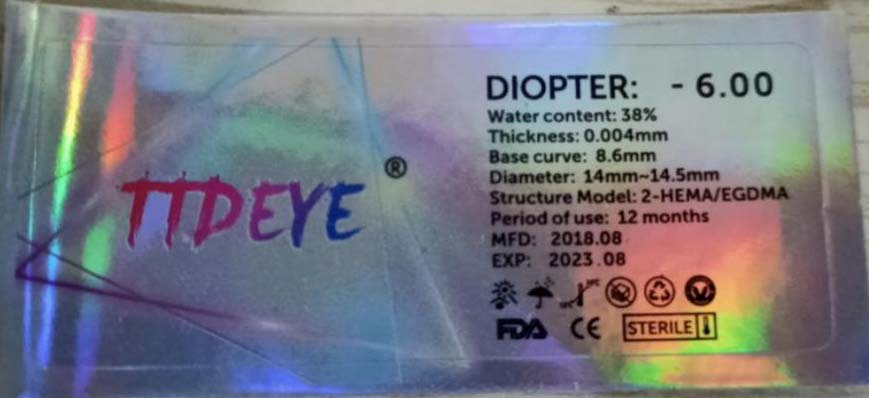 TTDEYE®
DIOPTER: - 6.00
Water content: 38%
Thickness: 0.004mm
Base curve: 8.6mm
Diameter: 14mm~14.5mm
Structure Model: 2-HEMA/EGDMA
Period of use: 12 months
MFD: 2018.08
EXP: 2023.08
FDA CE STERILE